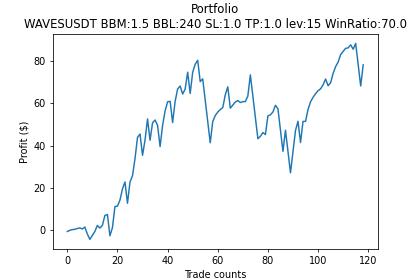 Portfolio
WAVESUSDT BBM:1.5 BBL:240 SL:1.0 TP:1.0 lev:15 WinRatio:70.0
Profit ($)
80
60
40
20
0
0 20 40 60 80 100 120
Trade counts